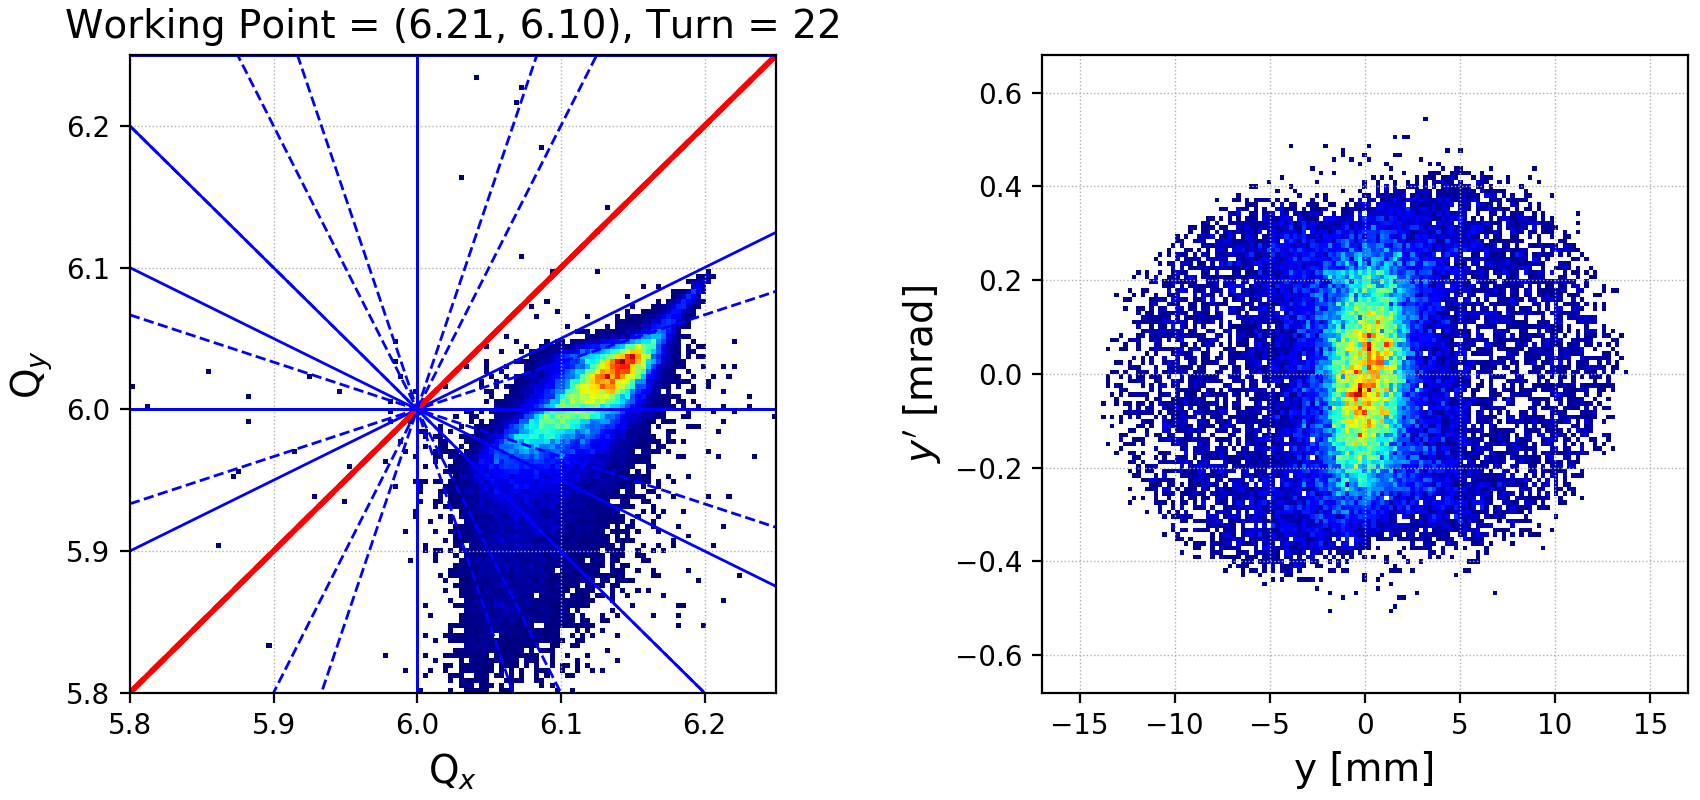 Working Point = (6.21, 6.10), Turn = 22
6.2
6.1
6.0
5.9
5.8
Qy
5.8 5.9 6.0 6.1 6.2
Qx
0.6
0.4
0.2
0.0
−0.2
−0.4
−0.6
y′ [mrad]
−15 −10 −5 0 5 10 15
y [mm]